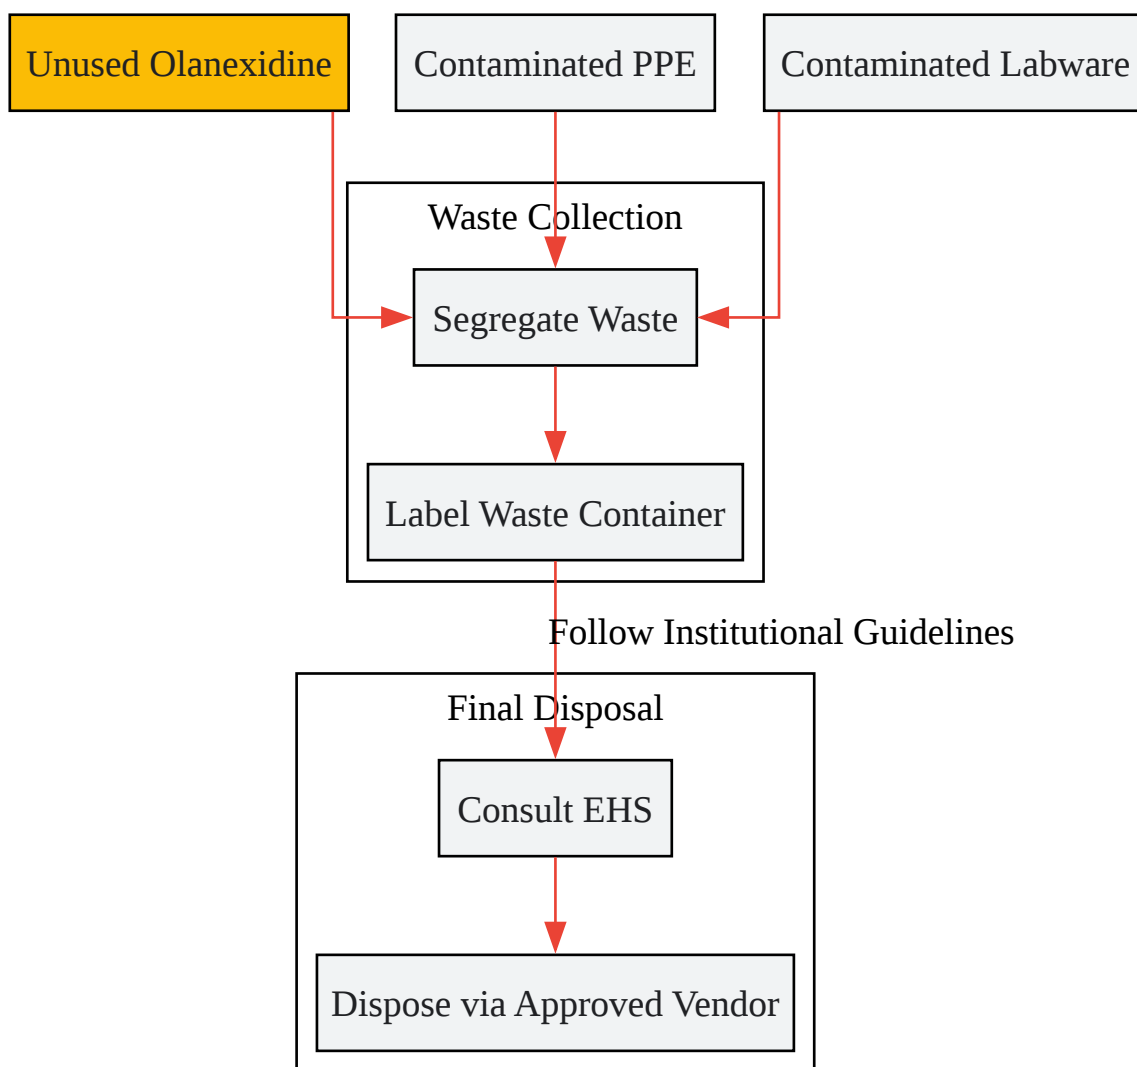 Unused Olanexidine
Contaminated PPE
Contaminated Labware
Waste Collection
Segregate Waste
Label Waste Container
Follow Institutional Guidelines
Final Disposal
Consult EHS
Dispose via Approved Vendor